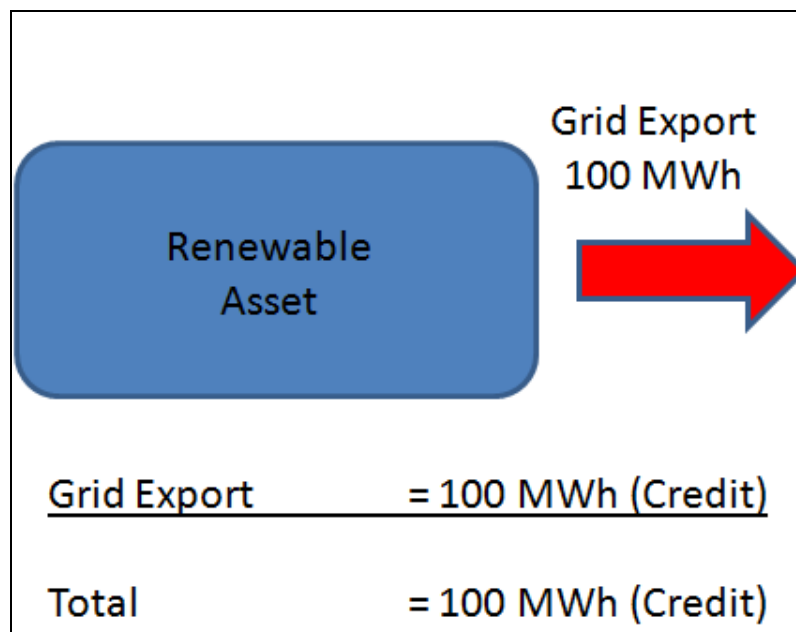 Grid Export
100 MWh
Renewable
Asset
Grid Export = 100 MWh (Credit)
Total = 100 MWh (Credit)